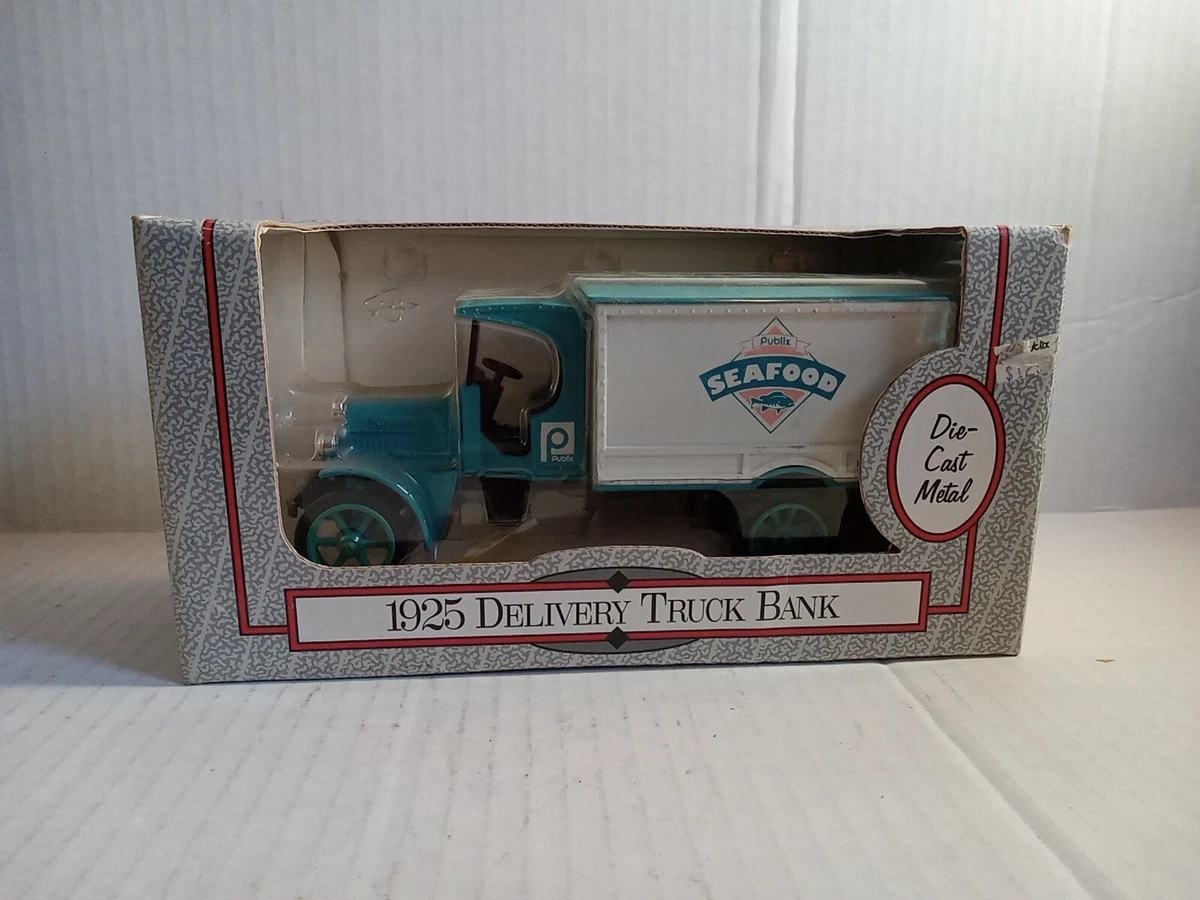 Publix
SEAFOOD
Publix
Die-
Cast
Metal
1925 DELIVERY TRUCK BANK